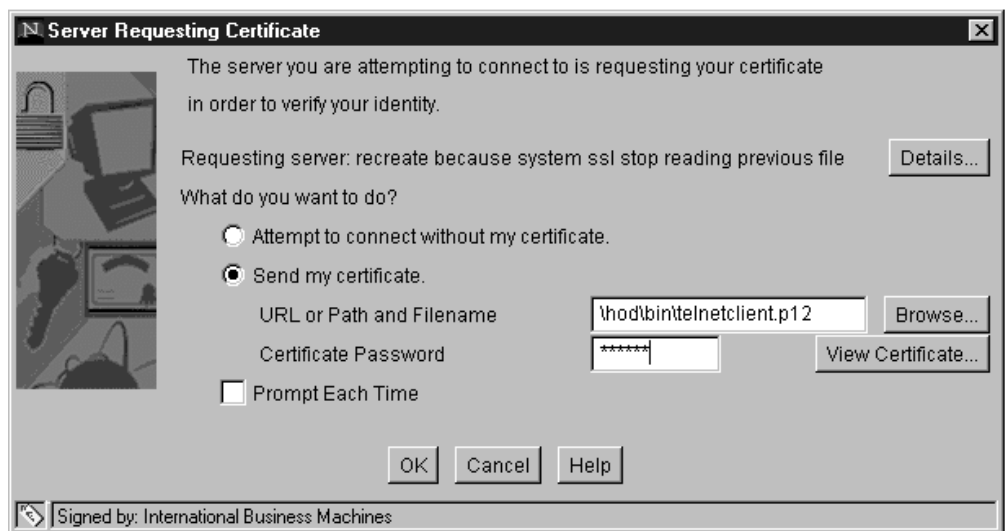 N Server Requesting Certificate
The server you are attempting to connect to is requesting your certificate
in order to verify your identity.
Requesting server: recreate because system ssl stop reading previous file Details...
What do you want to do?
Attempt to connect without my certificate.
Send my certificate.
URL or Path and Filename \hod\bin\telnetclient.p12 Browse...
Certificate Password ****** View Certificate...
Prompt Each Time
OK Cancel Help
Signed by: International Business Machines